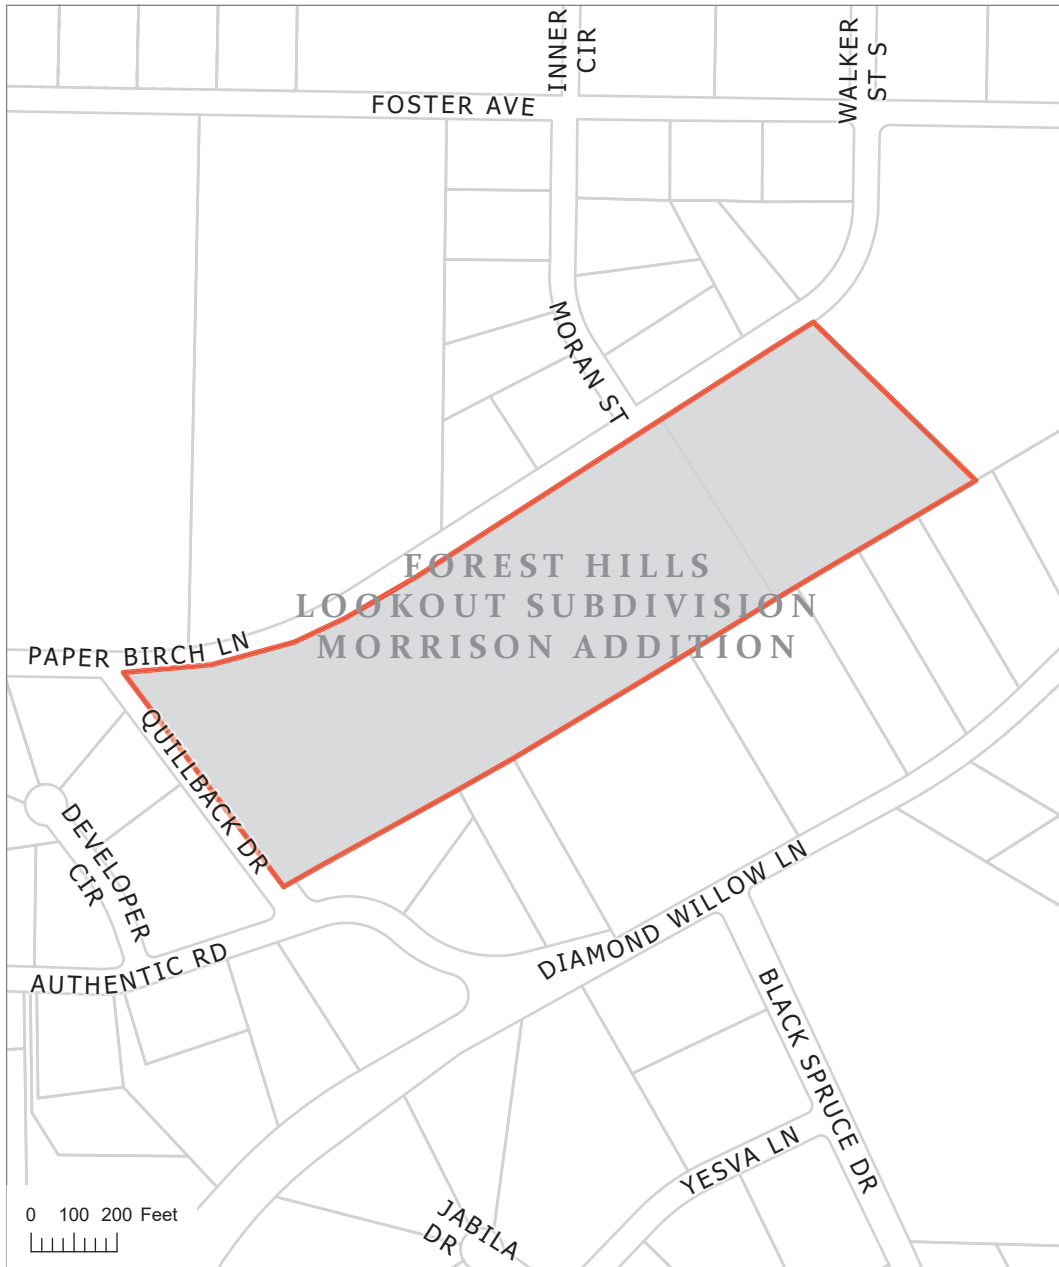 INNER
CIR
WALKER
ST S
FOSTER AVE
MORAN ST
FOREST HILLS
LOOKOUT SUBDIVISION
MORRISON ADDITION
PAPER BIRCH LN
QUILLBACK DR
DEVELOPER
CIR
DIAMOND WILLOW LN
AUTHENTIC RD
BLACK SPRUCE DR
YESVA LN
JABILA
DR
0 100 200 Feet